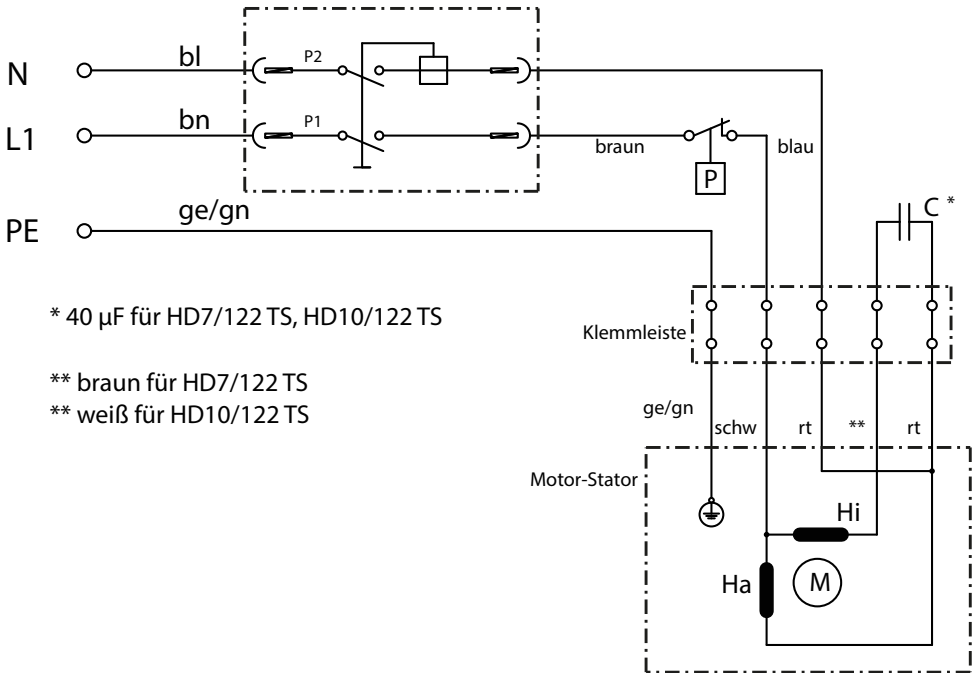 N
bl
P2
L1
bn
P1
braun
blau
P
PE
ge/gn
C *
* 40 µF für HD7/122 TS, HD10/122 TS
Klemmleiste
** braun für HD7/122 TS
** weiß für HD10/122 TS
ge/gn
schw
rt
**
rt
Motor-Stator
Hi
Ha
M